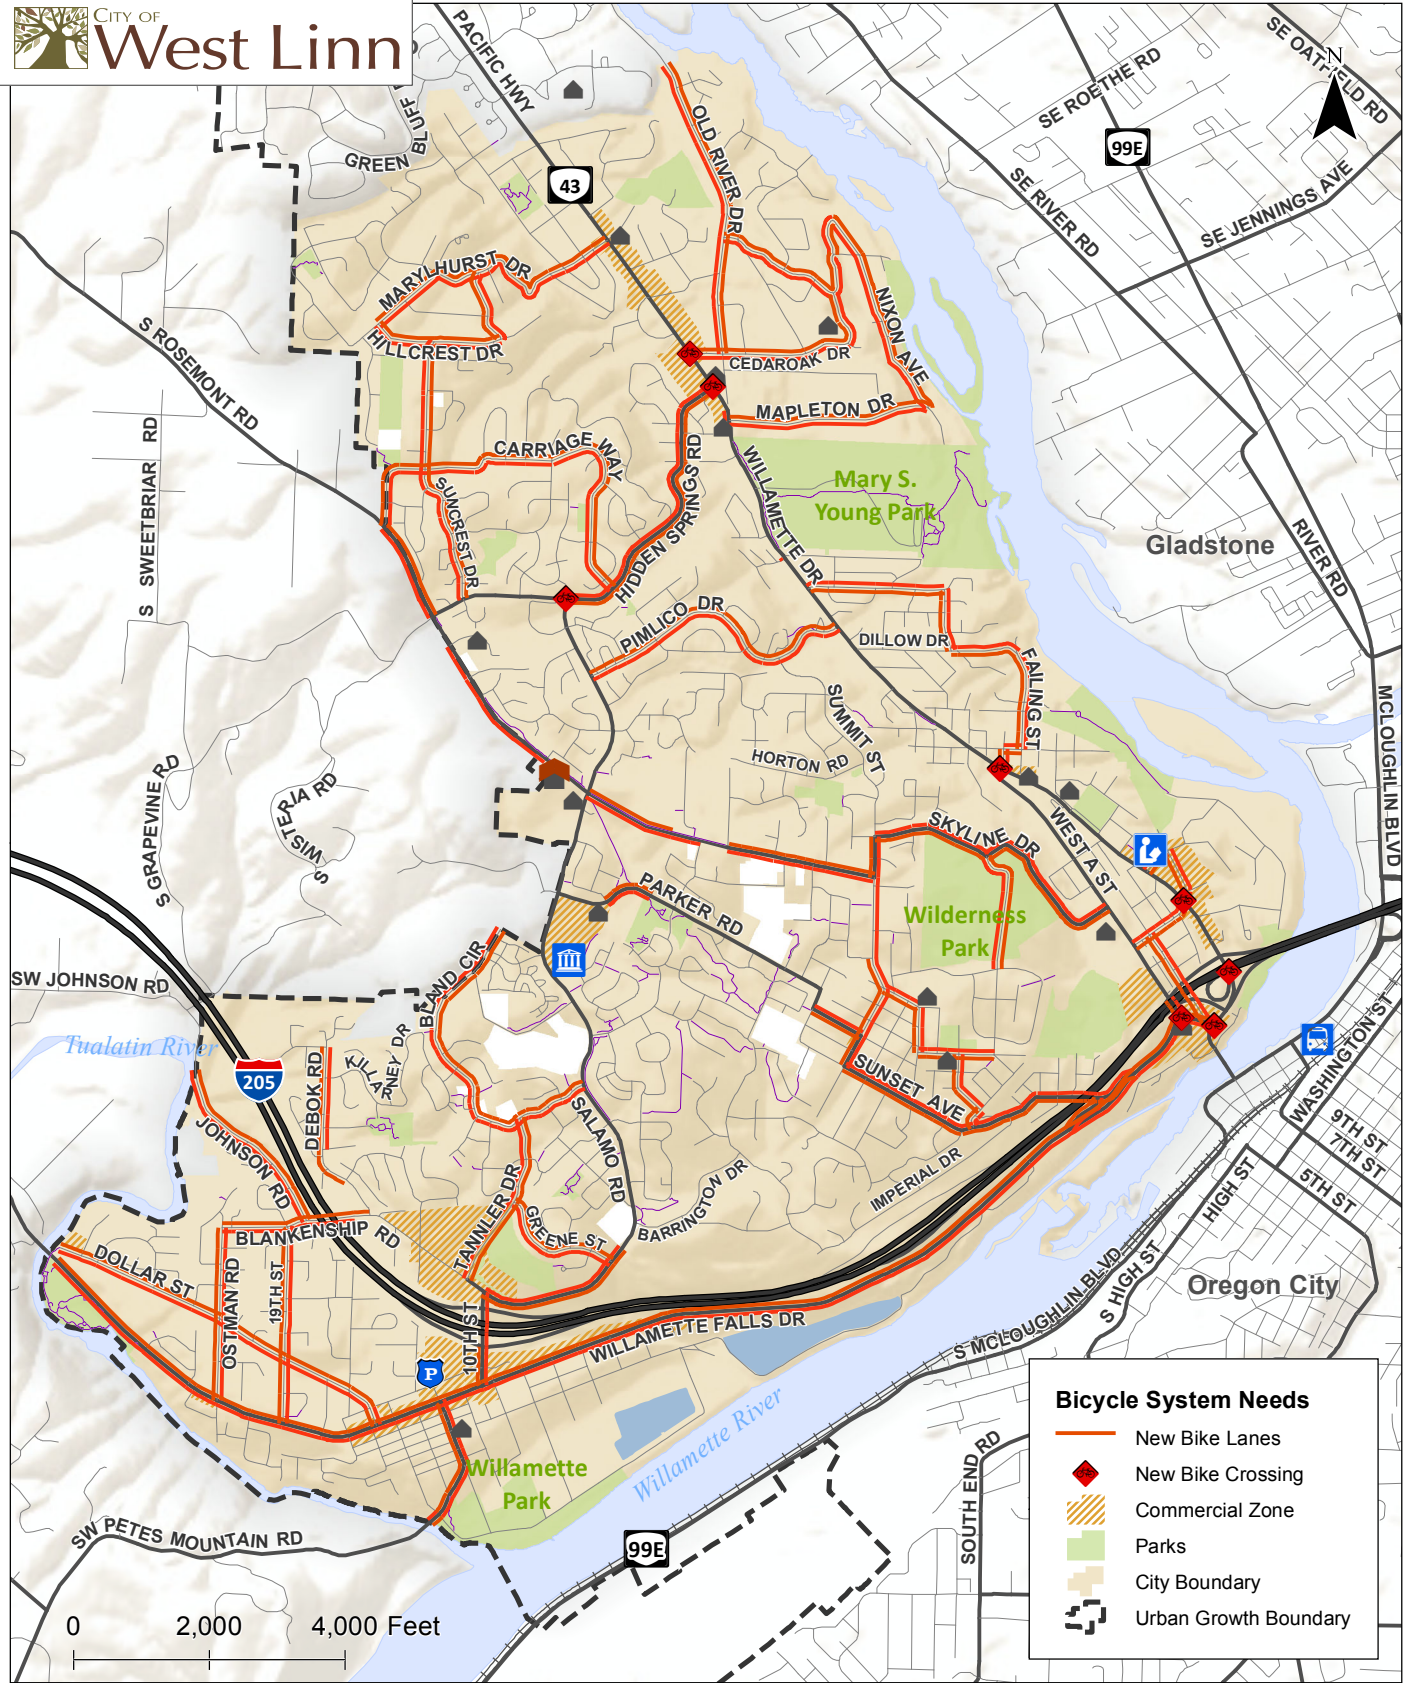 CITY OF
West Linn
PACIFIC HWY
GREEN BLUFF
43
OLD RIVER DR
SE OATFIELD RD
N
SE ROETHE RD
99E
SE RIVER RD
SE JENNINGS AVE
MARYLHURST DR
HILLCREST DR
S ROSEMONT RD
NIXON AVE
CEDAROAK DR
MAPLETON DR
S SWEETBRIAR RD
CARRIAGE WAY
SUNCREST DR
HIDDEN SPRINGS RD
WILLAMETTE DR
Mary S.
Young Park
Gladstone
RIVER RD
PIMLICO DR
DILLOW DR
FAILING ST
SUMMIT ST
HORTON RD
MCLOUGHLIN BLVD
S GRAPEVINE RD
S WISTERIA RD
SKYLINE DR
WEST A ST
PARKER RD
Wilderness
Park
BLAND CIR
SW JOHNSON RD
Tualatin River
205
DEBOK RD
KILLARNEY DR
SUNSET AVE
WASHINGTON ST
9TH ST
7TH ST
5TH ST
HIGH ST
JOHNSON RD
SALAMO RD
IMPERIAL DR
BARRINGTON DR
TANNLER DR
GREENE ST
BLANKENSHIP RD
DOLLAR ST
OSTMAN RD
19TH ST
10TH ST
WILLAMETTE FALLS DR
S MCLOUGHLIN BLVD
S HIGH ST
Oregon City
P
Willamette River
Willamette
Park
SW PETES MOUNTAIN RD
99E
SOUTH END RD
0 2,000 4,000 Feet
Bicycle System Needs
New Bike Lanes
New Bike Crossing
Commercial Zone
Parks
City Boundary
Urban Growth Boundary